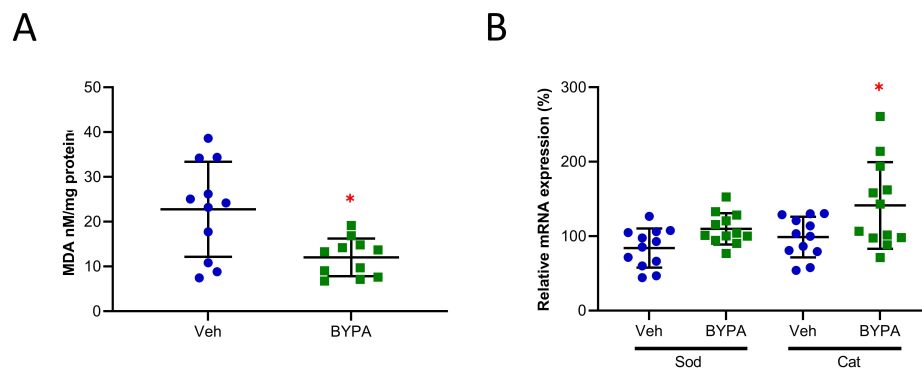 A
B
MDA nM/mg protein
50
40
30
20
10
0
*
Veh
BYPA
Relative mRNA expression (%)
300
200
100
0
*
Veh
BYPA
Veh
BYPA
Sod
Cat